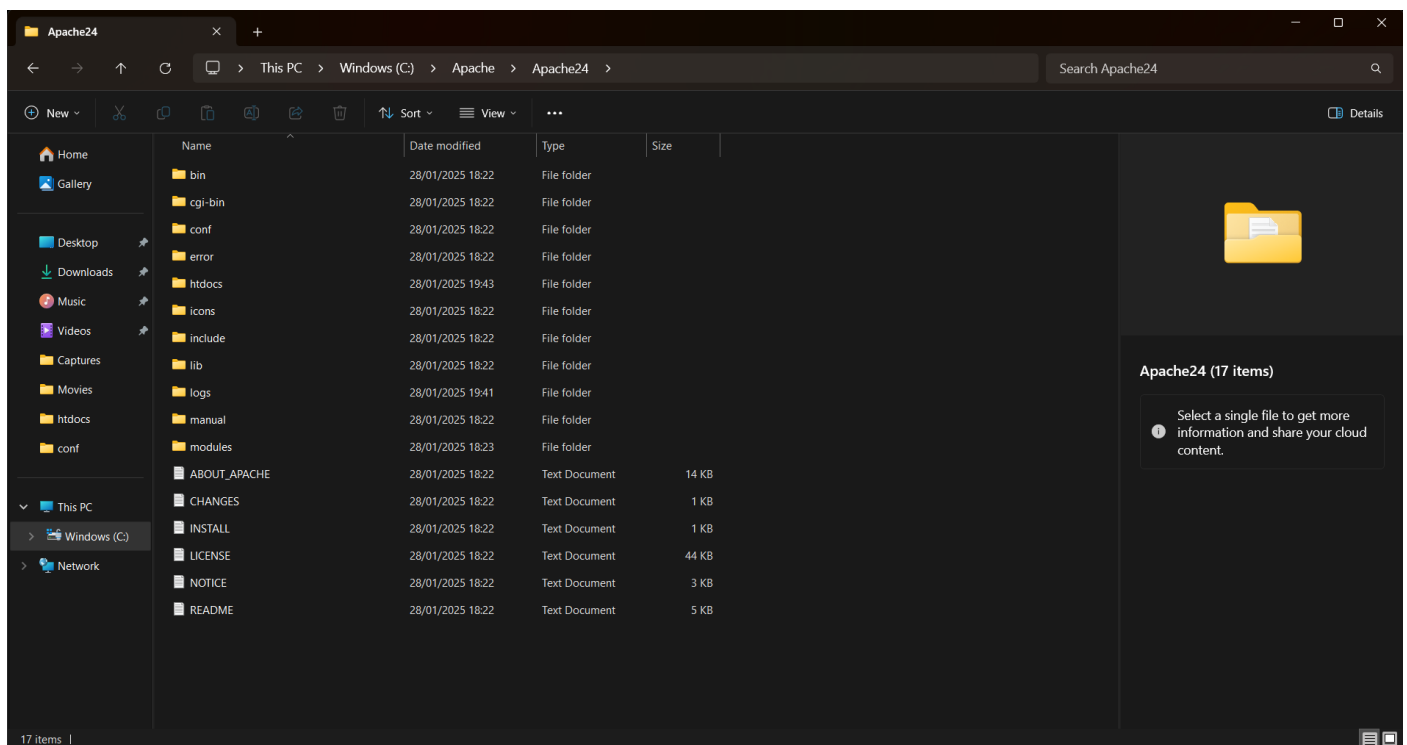 Apache24
This PC > Windows (C:) > Apache > Apache24 >
Search Apache24
New
Sort
View
Details
Home
Gallery
Desktop
Downloads
Music
Videos
Captures
Movies
htdocs
conf
This PC
Windows (C:)
Network
Name Date modified Type Size
bin 28/01/2025 18:22 File folder
cgi-bin 28/01/2025 18:22 File folder
conf 28/01/2025 18:22 File folder
error 28/01/2025 18:22 File folder
htdocs 28/01/2025 19:43 File folder
icons 28/01/2025 18:22 File folder
include 28/01/2025 18:22 File folder
lib 28/01/2025 18:22 File folder
logs 28/01/2025 19:41 File folder
manual 28/01/2025 18:22 File folder
modules 28/01/2025 18:23 File folder
ABOUT_APACHE 28/01/2025 18:22 Text Document 14 KB
CHANGES 28/01/2025 18:22 Text Document 1 KB
INSTALL 28/01/2025 18:22 Text Document 1 KB
LICENSE 28/01/2025 18:22 Text Document 44 KB
NOTICE 28/01/2025 18:22 Text Document 3 KB
README 28/01/2025 18:22 Text Document 5 KB
Apache24 (17 items)
Select a single file to get more
information and share your cloud
content.
17 items